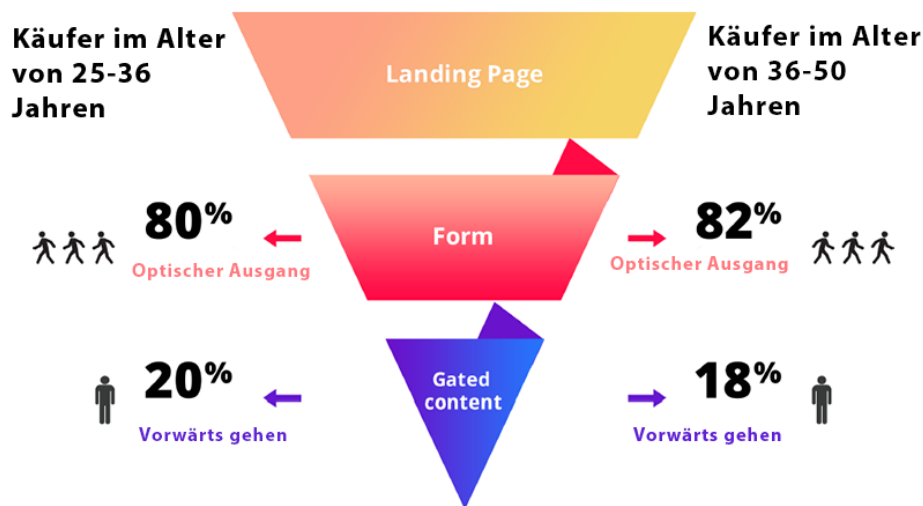 Käufer im Alter
von 25-36
Jahren
Landing Page
Käufer im Alter
von 36-50
Jahren
80%
Optischer Ausgang
Form
82%
Optischer Ausgang
20%
Vorwärts gehen
Gated
content
18%
Vorwärts gehen